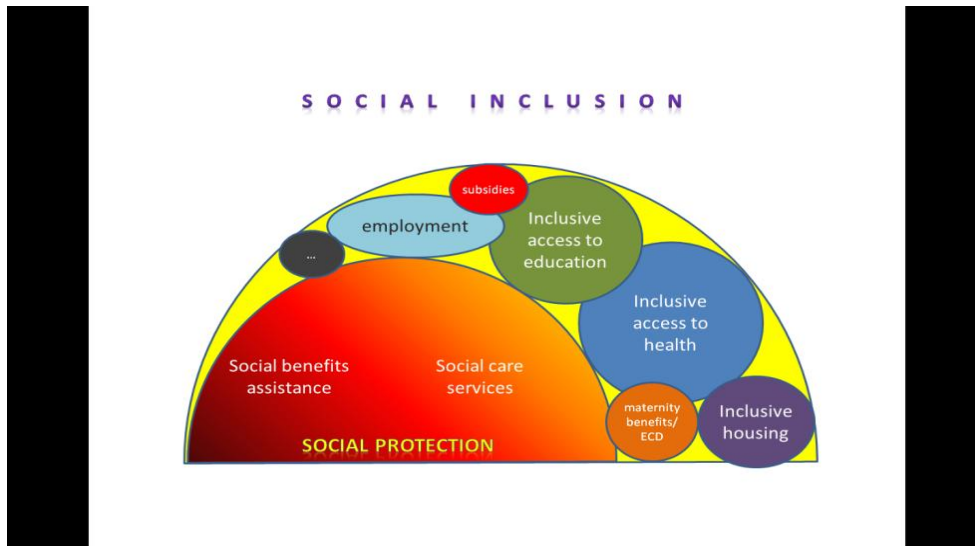 SOCIAL INCLUSION
subsidies
employment
Inclusive
access to
education
...
Inclusive
access to
health
Social benefits
assistance
Social care
services
maternity
benefits/
ECD
Inclusive
housing
SOCIAL PROTECTION